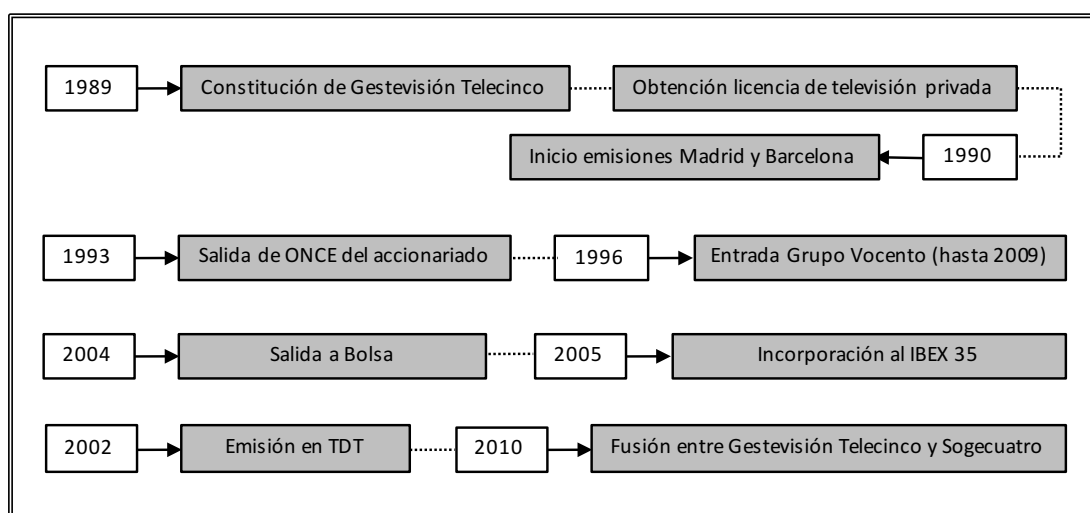 1989 Constitución de Gestevisión Telecinco Obtención licencia de televisión privada
Inicio emisiones Madrid y Barcelona 1990
1993 Salida de ONCE del accionariado 1996 Entrada Grupo Vocento (hasta 2009)
2004 Salida a Bolsa 2005 Incorporación al IBEX 35
2002 Emisión en TDT 2010 Fusión entre Gestevisión Telecinco y Sogecuatro